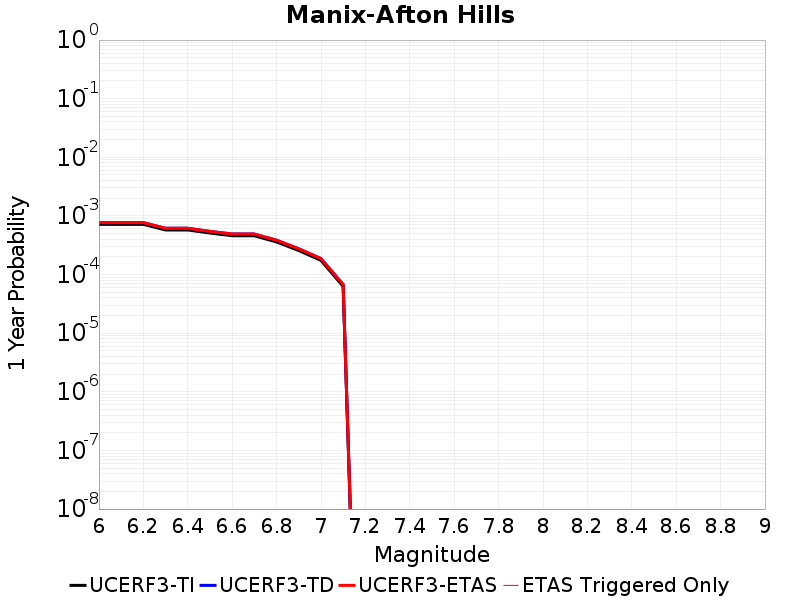 Manix-Afton Hills
10^0
10^-1
10^-2
10^-3
10^-4
10^-5
10^-6
10^-7
10^-8
1 Year Probability
6 6.2 6.4 6.6 6.8 7 7.2 7.4 7.6 7.8 8 8.2 8.4 8.6 8.8 9
Magnitude
UCERF3-TI UCERF3-TD UCERF3-ETAS ETAS Triggered Only